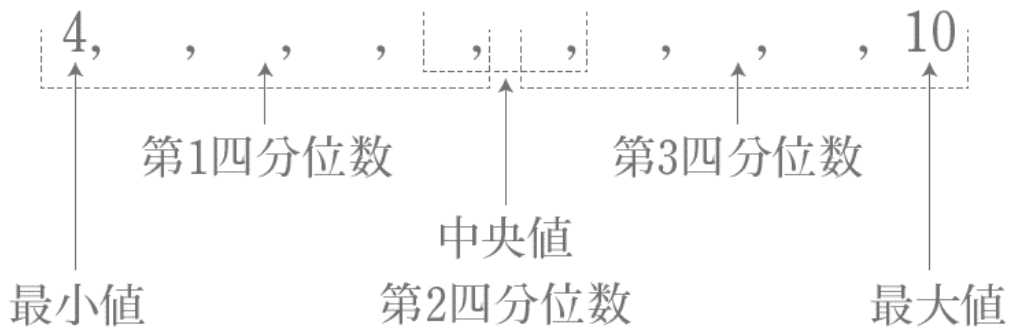 4,　,　,　,　,　,　,　,　, 10
第1四分位数　第3四分位数
中央値
最小値　第2四分位数　最大値